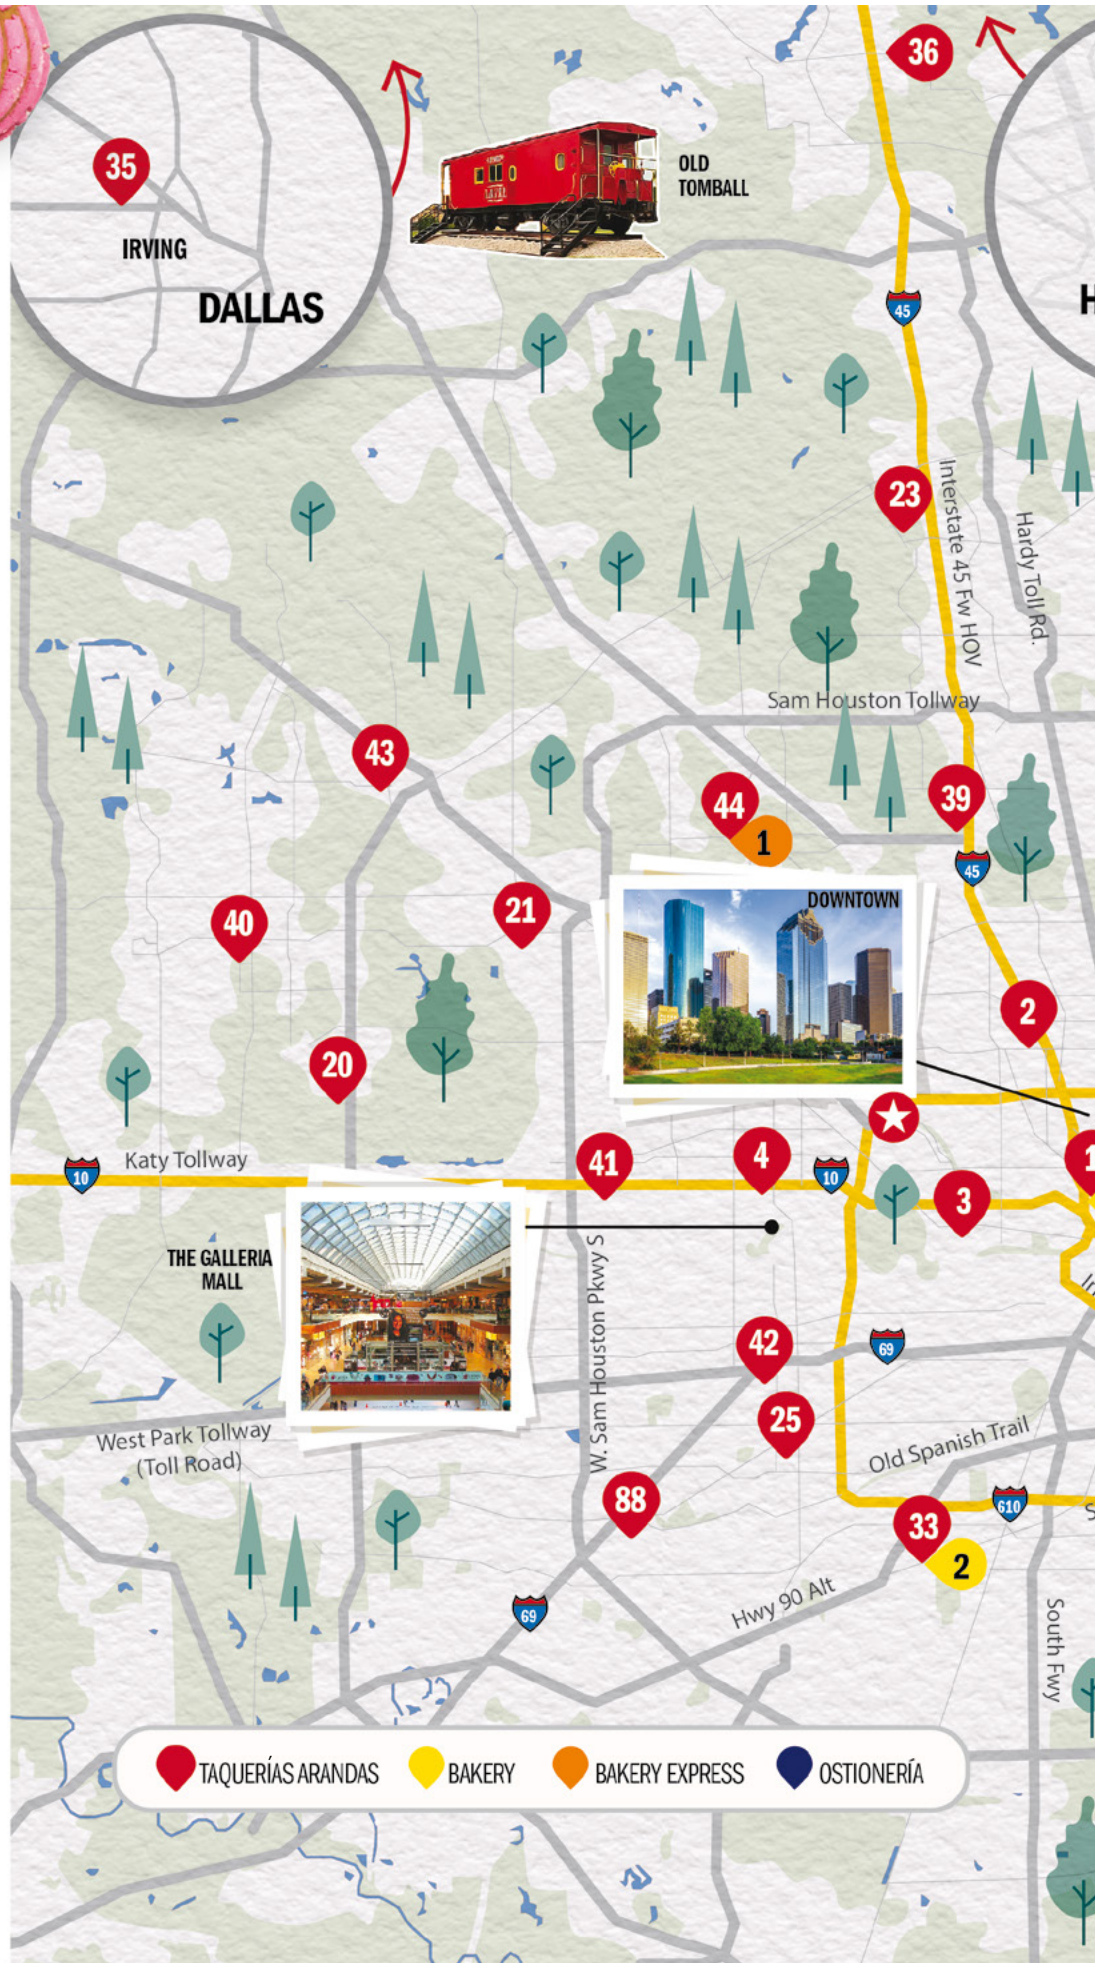 36
35
IRVING
DALLAS
OLD
TOMBALL
H
45
23
Interstate 45 Fw HOV
Hardy Toll Rd.
Sam Houston Tollway
43
44
1
39
45
DOWNTOWN
40
21
2
20
Katy Tollway
10
41
4
10
3
1
THE GALLERIA
MALL
W. Sam Houston Pkwy S
42
69
25
West Park Tollway
(Toll Road)
Old Spanish Trail
88
610
33
2
S
69
Hwy 90 Alt
South Fwy
TAQUERÍAS ARANDAS
BAKERY
BAKERY EXPRESS
OSTIONERÍA